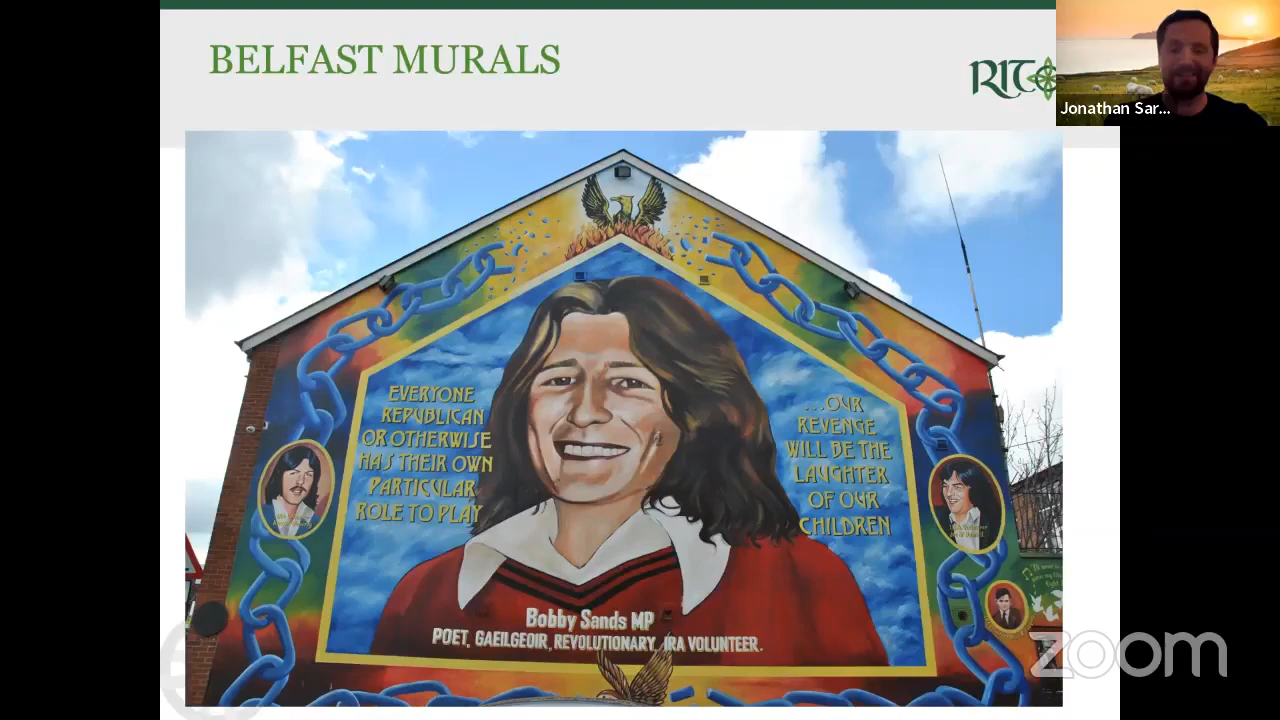 BELFAST MURALS
RITC
Jonathan Sar...
EVERYONE
REPUBLICAN
OR OTHERWISE
HAS THEIR OWN
PARTICULAR
ROLE TO PLAY
...OUR
REVENGE
WILL BE THE
LAUGHTER
OF OUR
CHILDREN
Bobby Sands MP
POET, GAEILGEOIR, REVOLUTIONARY, IRA VOLUNTEER.
zoom